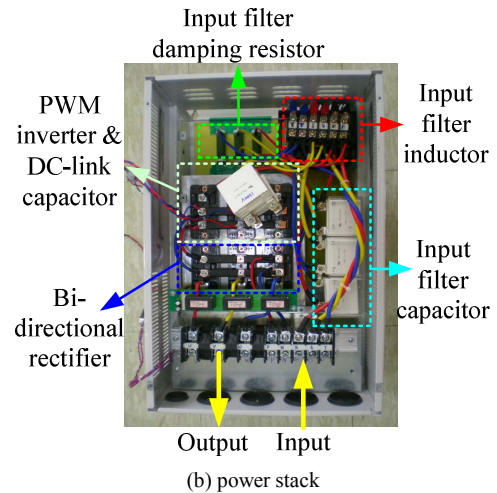 Input filter
damping resistor
PWM
inverter &
DC-link
capacitor
Input
filter
inductor
Input
filter
capacitor
Bi-
directional
rectifier
Output
Input
(b) power stack